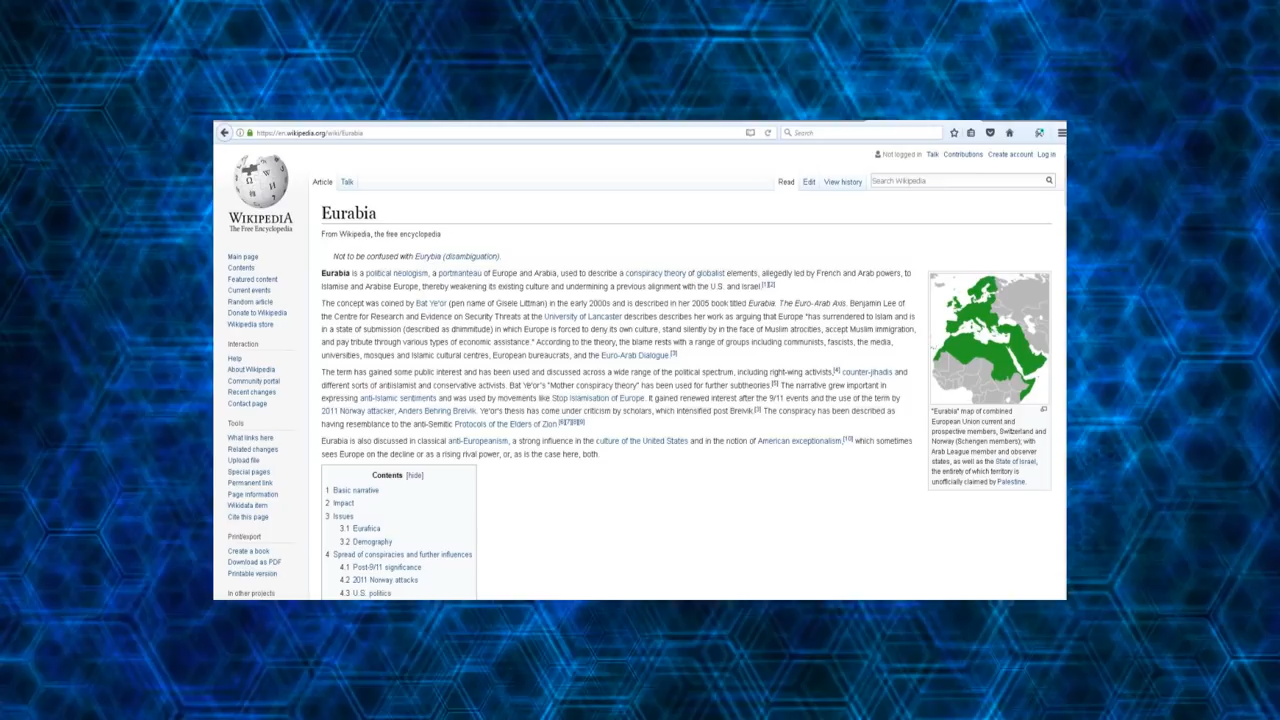 https://en.wikipedia.org/wiki/Eurabia
Search
Not logged in Talk Contributions Create account Log in
Article Talk
Read Edit View history
Search Wikipedia
WIKIPEDIA
The Free Encyclopedia
Main page
Contents
Featured content
Current events
Random article
Donate to Wikipedia
Wikipedia store
Interaction
Help
About Wikipedia
Community portal
Recent changes
Contact page
Tools
What links here
Related changes
Upload file
Special pages
Permanent link
Page information
Wikidata item
Cite this page
Print/export
Create a book
Download as PDF
Printable version
In other projects
Eurabia
From Wikipedia, the free encyclopedia
Not to be confused with Eurybia (disambiguation).
Eurabia is a political neologism, a portmanteau of Europe and Arabia, used to describe a conspiracy theory of globalist elements, allegedly led by French and Arab powers, to
Islamise and Arabise Europe, thereby weakening its existing culture and undermining a previous alignment with the U.S. and Israel.[1][2]
The concept was coined by Bat Ye'or (pen name of Gisele Littman) in the early 2000s and is described in her 2005 book titled Eurabia: The Euro-Arab Axis. Benjamin Lee of
the Centre for Research and Evidence on Security Threats at the University of Lancaster describes describes her work as arguing that Europe "has surrendered to Islam and is
in a state of submission (described as dhimmitude) in which Europe is forced to deny its own culture, stand silently by in the face of Muslim atrocities, accept Muslim immigration,
and pay tribute through various types of economic assistance." According to the theory, the blame rests with a range of groups including communists, fascists, the media,
universities, mosques and Islamic cultural centres, European bureaucrats, and the Euro-Arab Dialogue.[3]
The term has gained some public interest and has been used and discussed across a wide range of the political spectrum, including right-wing activists,[4] counter-jihadis and
different sorts of antiislamist and conservative activists. Bat Ye'or's "Mother conspiracy theory" has been used for further subtheories.[5] The narrative grew important in
expressing anti-Islamic sentiments and was used by movements like Stop Islamisation of Europe. It gained renewed interest after the 9/11 events and the use of the term by
2011 Norway attacker, Anders Behring Breivik. Ye'or's thesis has come under criticism by scholars, which intensified post Breivik.[3] The conspiracy has been described as
having resemblance to the anti-Semitic Protocols of the Elders of Zion.[6][7][8][9]
Eurabia is also discussed in classical anti-Europeanism, a strong influence in the culture of the United States and in the notion of American exceptionalism,[10] which sometimes
sees Europe on the decline or as a rising rival power, or, as is the case here, both.
"Eurabia" map of combined
European Union current and
prospective members, Switzerland and
Norway (Schengen members); with
Arab League member and observer
states, as well as the State of Israel,
the entirety of which territory is
unofficially claimed by Palestine.
Contents [hide]
1 Basic narrative
2 Impact
3 Issues
3.1 Eurafrica
3.2 Demography
4 Spread of conspiracies and further influences
4.1 Post-9/11 significance
4.2 2011 Norway attacks
4.3 U.S. politics